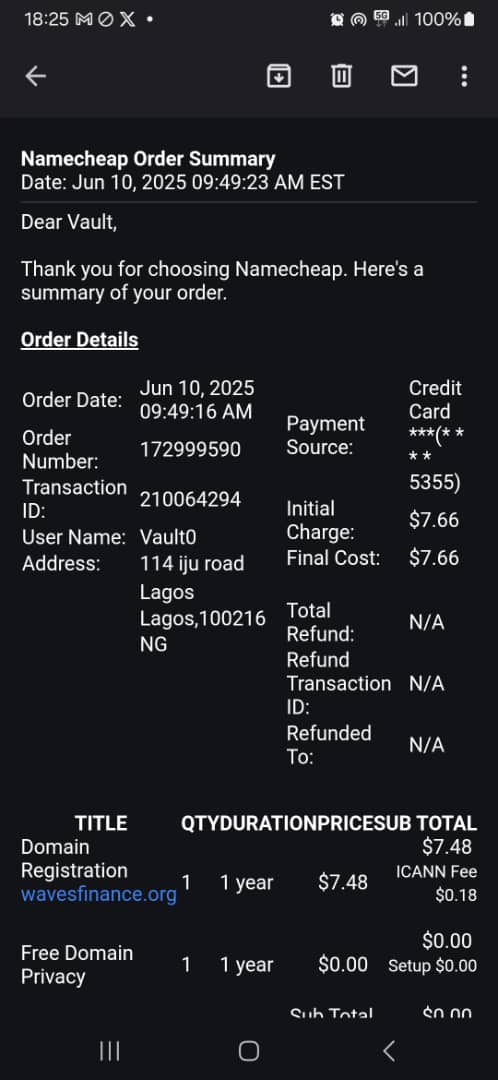 18:25
5G
100%
Namecheap Order Summary
Date: Jun 10, 2025 09:49:23 AM EST
Dear Vault,
Thank you for choosing Namecheap. Here's a
summary of your order.
Order Details
Order Date: Jun 10, 2025
09:49:16 AM
Order
Number: 172999590
Transaction
ID: 210064294
User Name: Vault0
Address: 114 iju road
Lagos
Lagos,100216
NG
Payment
Source:
Credit
Card
***(* *
* *
5355)
Initial
Charge: $7.66
Final Cost: $7.66
Total
Refund: N/A
Refund
Transaction
ID: N/A
Refunded
To: N/A
TITLE QTYDURATIONPRICESUB TOTAL
Domain
Registration
wavesfinance.org 1 1 year $7.48
$7.48
ICANN Fee
$0.18
Free Domain
Privacy 1 1 year $0.00
$0.00
Setup $0.00
Sub Total $0.00